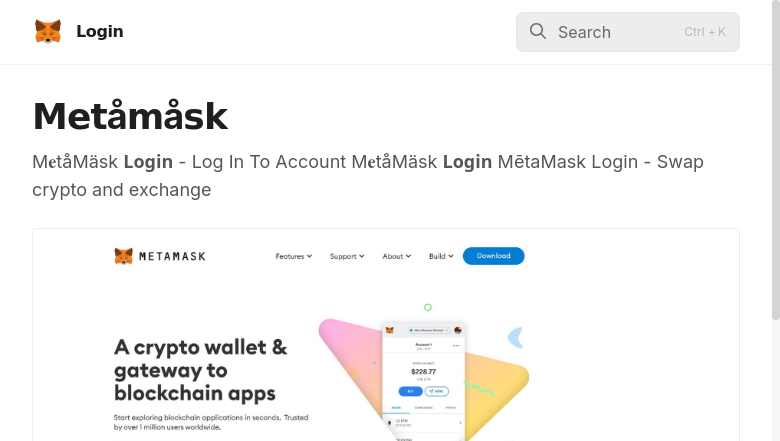 Login
Search
Ctrl + K
Metåmåsk
M𝐞tåMäsk Login - Log In To Account M𝐞tåMäsk Login MētaMask Login - Swap
crypto and exchange
METAMASK
Features
Support
About
Build
Download
A crypto wallet &
gateway to
blockchain apps
Start exploring blockchain applications in seconds. Trusted
by over 1 million users worldwide.
Account 1
$228.77
BUY
SEND